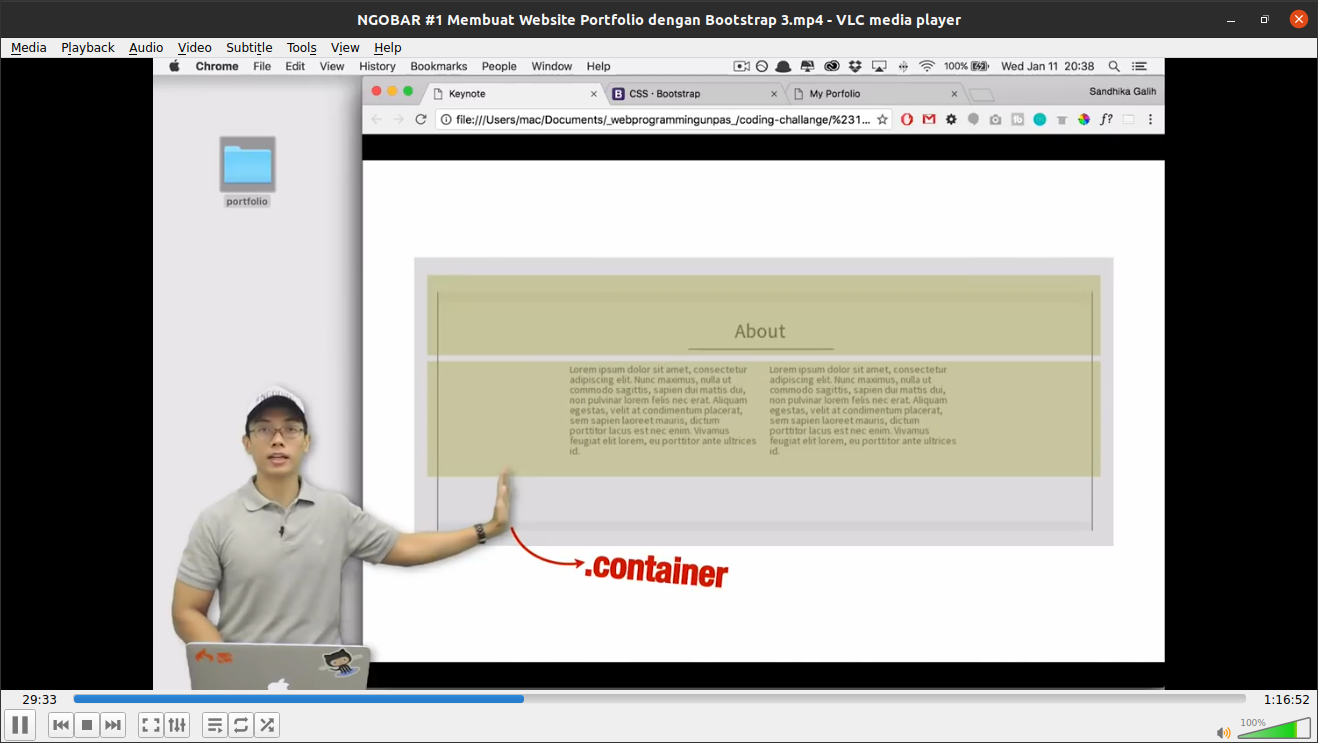 NGOBAR #1 Membuat Website Portfolio dengan Bootstrap 3.mp4 - VLC media player
Media Playback Audio Video Subtitle Tools View Help
Chrome File Edit View History Bookmarks People Window Help 100% Wed Jan 11 20:38
Keynote
CSS · Bootstrap
My Porfolio
Sandhika Galih
file:///Users/mac/Documents/_webprogrammingunpas_/coding-challange/%231...
f?
portfolio
About
Lorem ipsum dolor sit amet, consectetur
adipiscing elit. Nunc maximus, nulla ut
commodo sagittis, sapien dui mattis dui,
non pulvinar lorem felis nec erat. Aliquam
egestas, velit at condimentum placerat,
sem sapien laoreet mauris, dictum
porttitor lacus est nec enim. Vivamus
feugiat elit lorem, eu porttitor ante ultrices
id.
Lorem ipsum dolor sit amet, consectetur
adipiscing elit. Nunc maximus, nulla ut
commodo sagittis, sapien dui mattis dui,
non pulvinar lorem felis nec erat. Aliquam
egestas, velit at condimentum placerat,
sem sapien laoreet mauris, dictum
porttitor lacus est nec enim. Vivamus
feugiat elit lorem, eu porttitor ante ultrices
id.
.container
29:33
1:16:52
100%